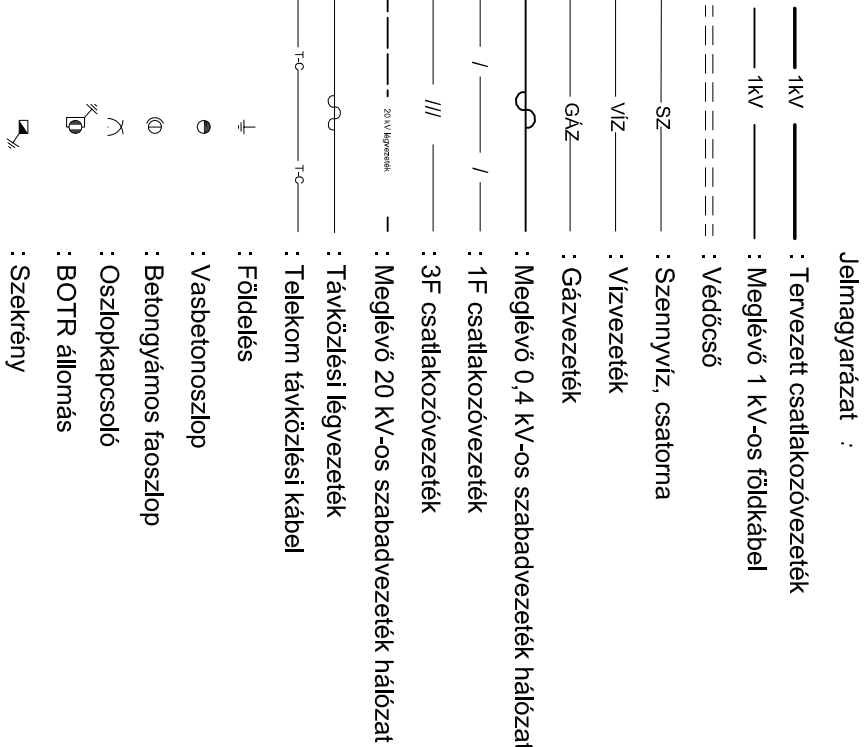 Jelmagyarázat :
1kV : Tervezett csatlakozóvezeték
1kV : Meglévő 1 kV-os földkábel
: Védőcső
SZ : Szennyvíz, csatorna
VÍZ : Vízvezeték
GÁZ : Gázvezeték
: Meglévő 0,4 kV-os szabadvezeték hálózat
/ / : 1F csatlakozóvezeték
/// : 3F csatlakozóvezeték
20 kV légvezeték : Meglévő 20 kV-os szabadvezeték hálózat
: Távközlési légvezeték
T-C T-C : Telekom távközlési kábel
: Földelés
: Vasbetonoszlop
: Betongyámos faoszlop
: Oszlopkapcsoló
: BOTR állomás
: Szekrény